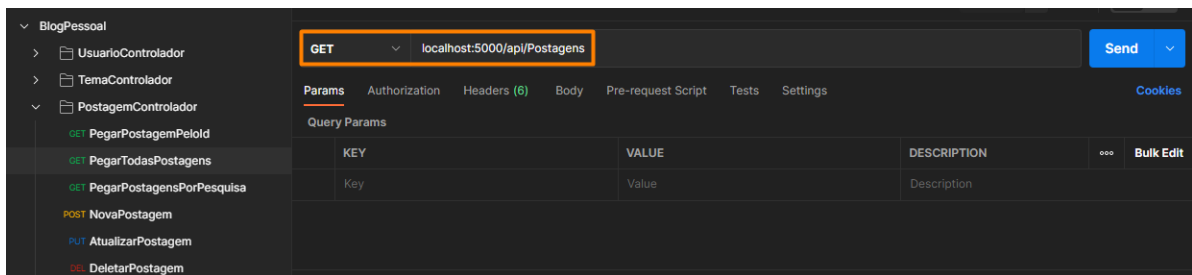 BlogPessoal
UsuarioControlador
TemaControlador
PostagemControlador
GET PegarPostagemPeloId
GET PegarTodasPostagens
GET PegarPostagensPorPesquisa
POST NovaPostagem
PUT AtualizarPostagem
DEL DeletarPostagem
GET localhost:5000/api/Postagens Send
Params Authorization Headers (6) Body Pre-request Script Tests Settings Cookies
Query Params
KEY VALUE DESCRIPTION Bulk Edit
Key Value Description